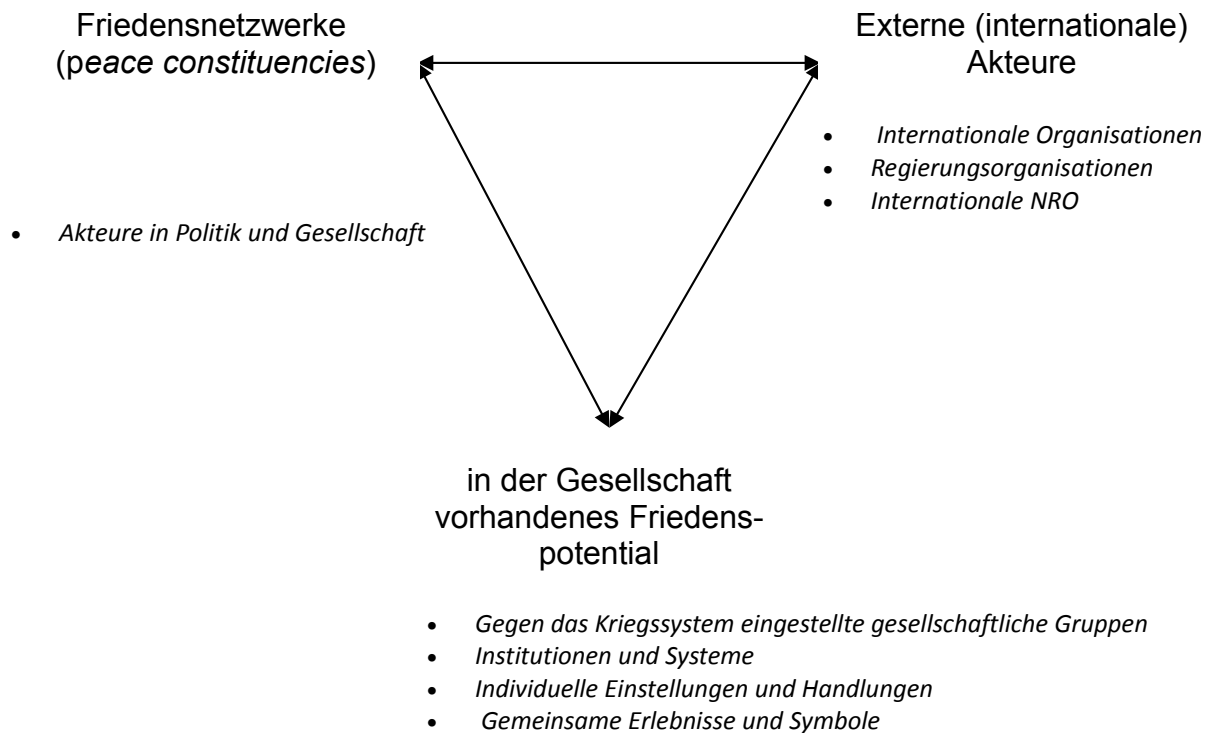 Friedensnetzwerke
(peace constituencies)
Externe (internationale)
Akteure
• Internationale Organisationen
• Regierungsorganisationen
• Internationale NRO
• Akteure in Politik und Gesellschaft
in der Gesellschaft
vorhandenes Friedens-
potential
• Gegen das Kriegssystem eingestellte gesellschaftliche Gruppen
• Institutionen und Systeme
• Individuelle Einstellungen und Handlungen
• Gemeinsame Erlebnisse und Symbole